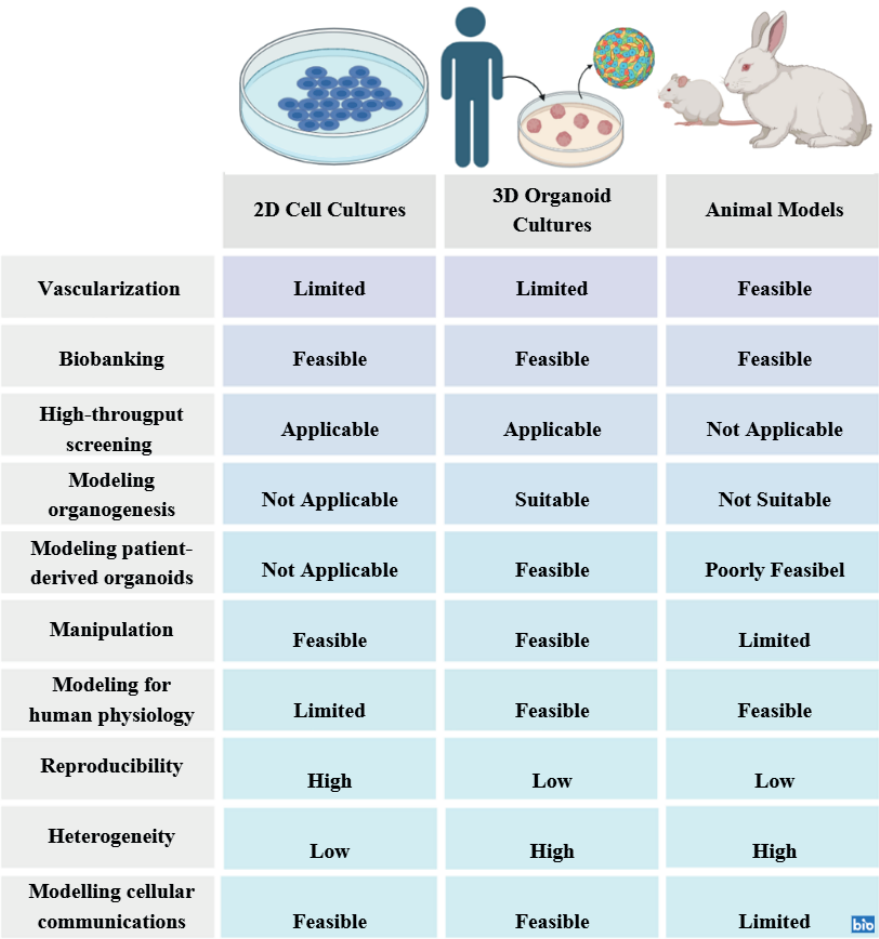 2D Cell Cultures
3D Organoid
Cultures
Animal Models
Vascularization
Limited
Limited
Feasible
Biobanking
Feasible
Feasible
Feasible
High-througput
screening
Applicable
Applicable
Not Applicable
Modeling
organogenesis
Not Applicable
Suitable
Not Suitable
Modeling patient-
derived organoids
Not Applicable
Feasible
Poorly Feasibel
Manipulation
Feasible
Feasible
Limited
Modeling for
human physiology
Limited
Feasible
Feasible
Reproducibility
High
Low
Low
Heterogeneity
Low
High
High
Modelling cellular
communications
Feasible
Feasible
Limited
bio